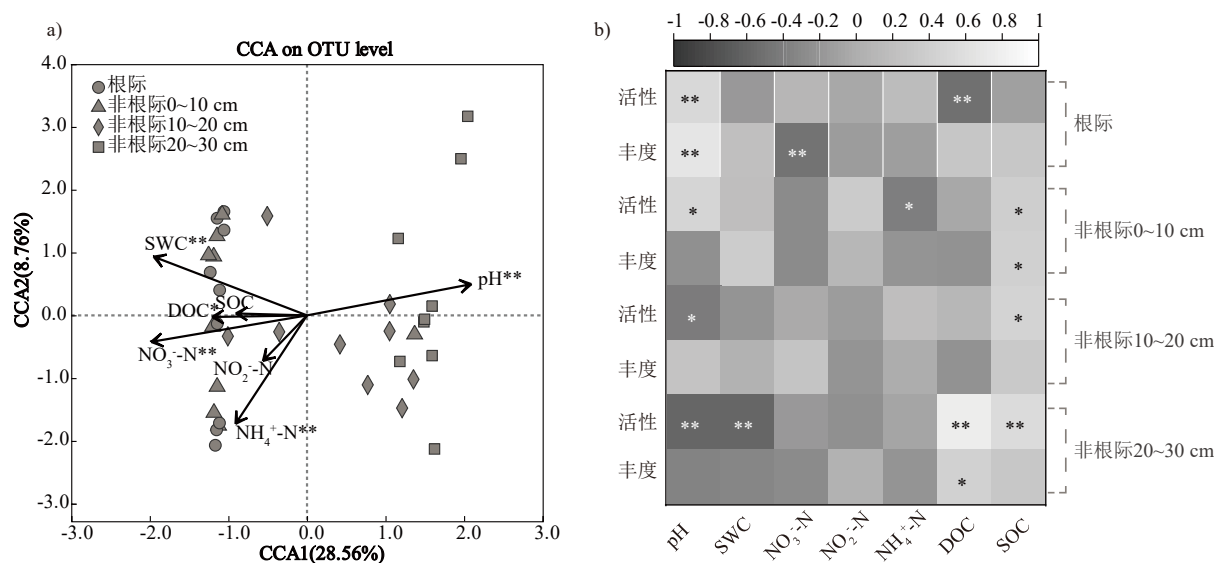 a)
CCA on OTU level
4.0
3.0
2.0
1.0
0.0
-1.0
-2.0
-3.0
CCA2(8.76%)
根际
非根际0~10 cm
非根际10~20 cm
非根际20~30 cm
SWC**
pH**
DOC*
SOC
NO₃⁻-N**
NO₂⁻-N
NH₄⁺-N**
-3.0 -2.0 -1.0 0.0 1.0 2.0 3.0
CCA1(28.56%)
b)
-1 -0.8 -0.6 -0.4 -0.2 0 0.2 0.4 0.6 0.8 1
活性 ** **
丰度 ** **
根际
活性 * * *
丰度 *
非根际0~10 cm
活性 * *
丰度
非根际10~20 cm
活性 ** ** ** **
丰度 *
非根际20~30 cm
pH SWC NO₃⁻-N NO₂⁻-N NH₄⁺-N DOC SOC